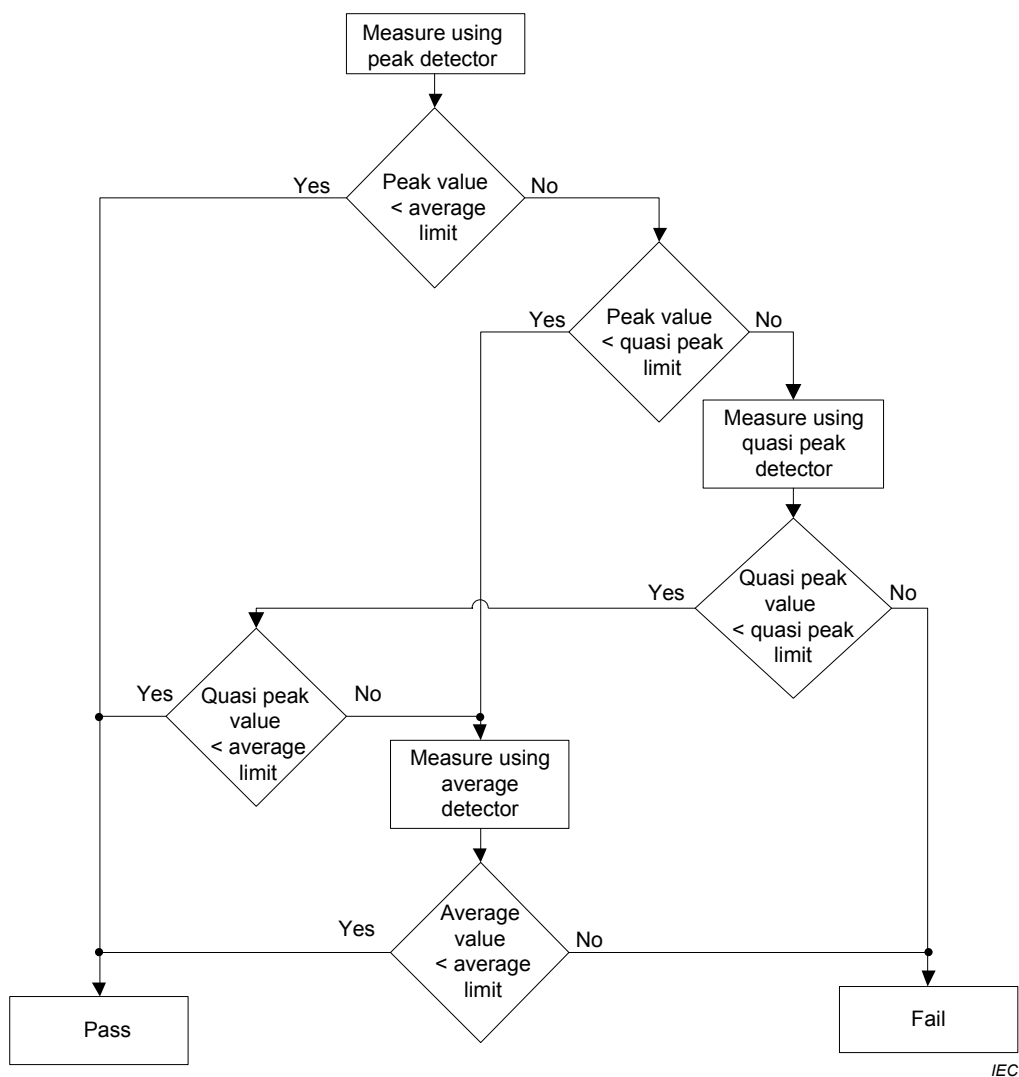 Measure using
peak detector
Yes
Peak value
< average
limit
No
Yes
Peak value
< quasi peak
limit
No
Measure using
quasi peak
detector
Yes
Quasi peak
value
< quasi peak
limit
No
Yes
Quasi peak
value
< average
limit
No
Measure using
average
detector
Yes
Average
value
< average
limit
No
Pass
Fail
IEC